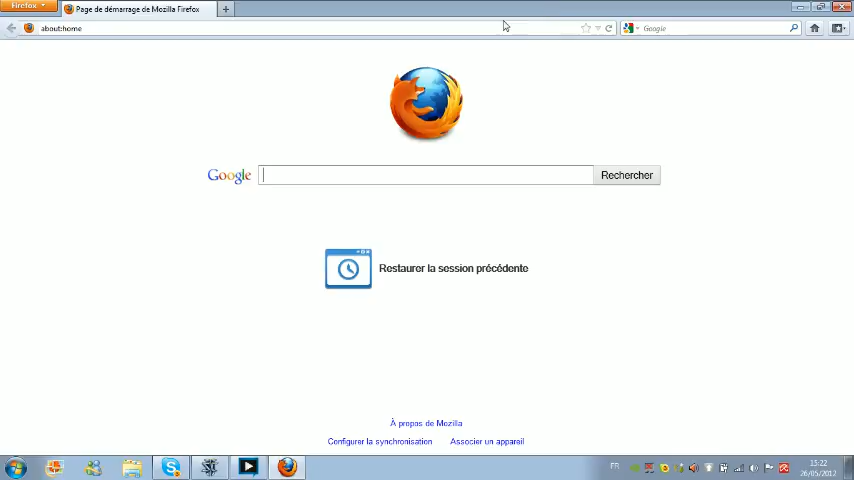 Firefox
Page de démarrage de Mozilla Firefox
about:home
Google
Google
Rechercher
Restaurer la session précédente
À propos de Mozilla
Configurer la synchronisation
Associer un appareil
FR
15:22
26/05/2012